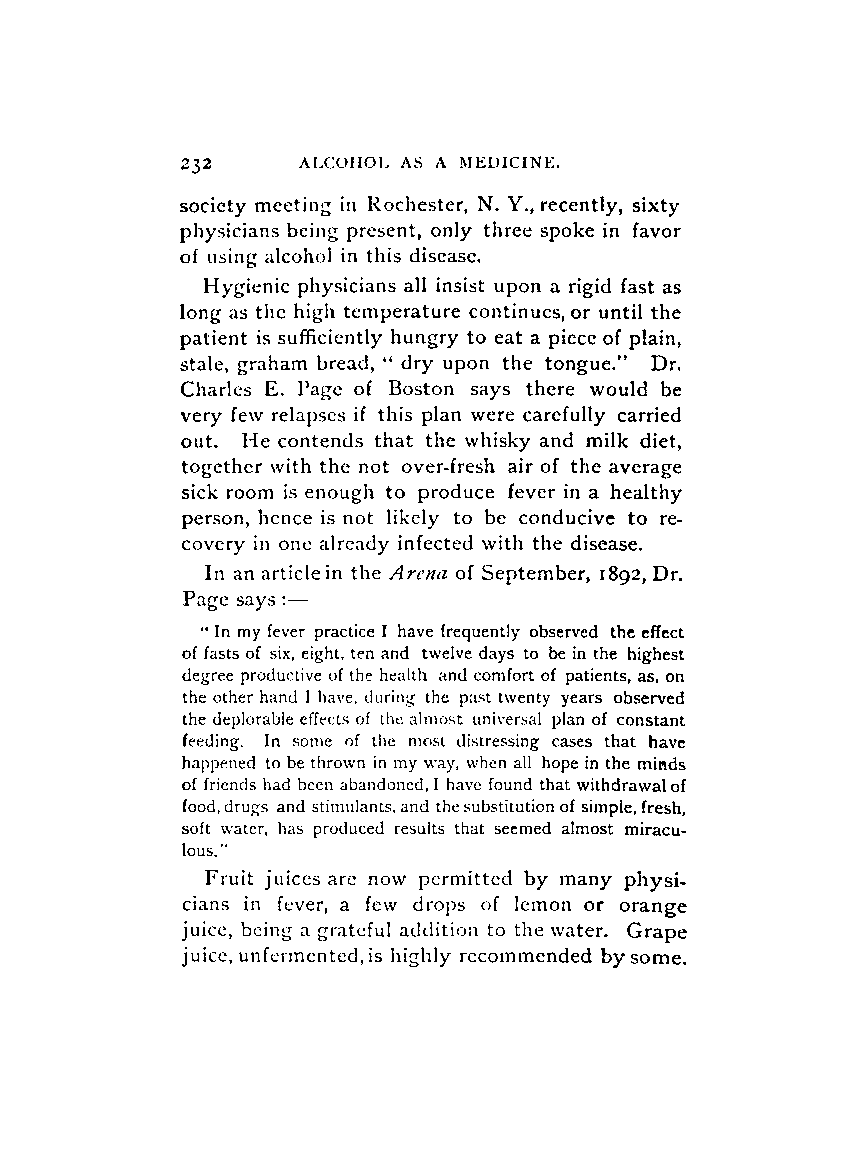 232 ALCOHOL AS A MEDICINE.
society meeting in Rochester, N. Y., recently, sixty
physicians being present, only three spoke in favor
of using alcohol in this disease.
Hygienic physicians all insist upon a rigid fast as
long as the high temperature continues, or until the
patient is sufficiently hungry to eat a piece of plain,
stale, graham bread, “ dry upon the tongue.” Dr.
Charles E. Page of Boston says there would be
very few relapses if this plan were carefully carried
out. He contends that the whisky and milk diet,
together with the not over-fresh air of the average
sick room is enough to produce fever in a healthy
person, hence is not likely to be conducive to re-
covery in one already infected with the disease.
In an article in the Arena of September, 1892, Dr.
Page says :—
“ In my fever practice I have frequently observed the effect
of fasts of six, eight, ten and twelve days to be in the highest
degree productive of the health and comfort of patients, as, on
the other hand I have, during the past twenty years observed
the deplorable effects of the almost universal plan of constant
feeding. In some of the most distressing cases that have
happened to be thrown in my way, when all hope in the minds
of friends had been abandoned, I have found that withdrawal of
food, drugs and stimulants, and the substitution of simple, fresh,
soft water, has produced results that seemed almost miracu-
lous.”
Fruit juices are now permitted by many physi-
cians in fever, a few drops of lemon or orange
juice, being a grateful addition to the water. Grape
juice, unfermented, is highly recommended by some.